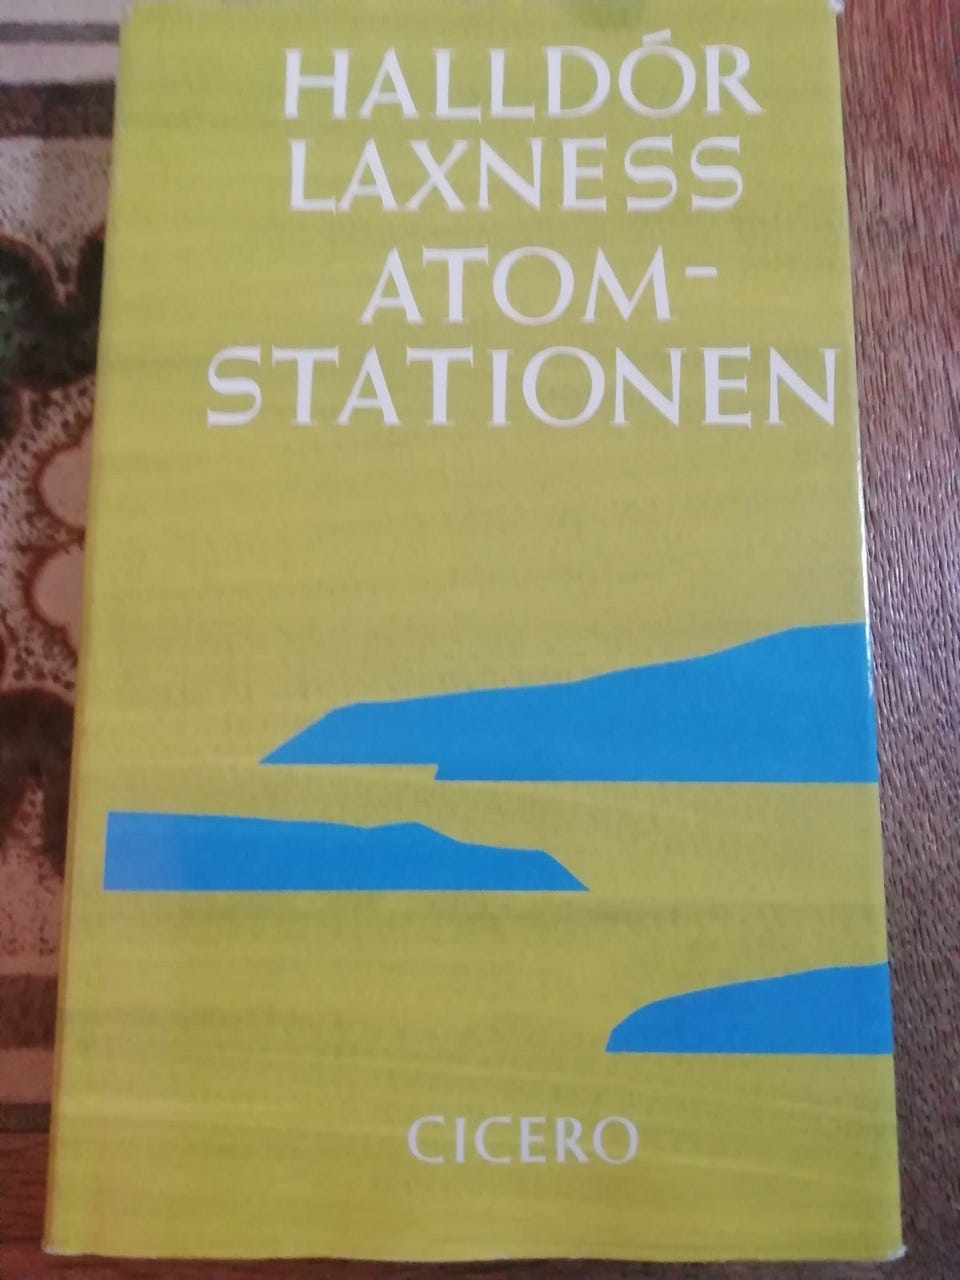 HALLDÓR
LAXNESS
ATOM-
STATIONEN
CICERO